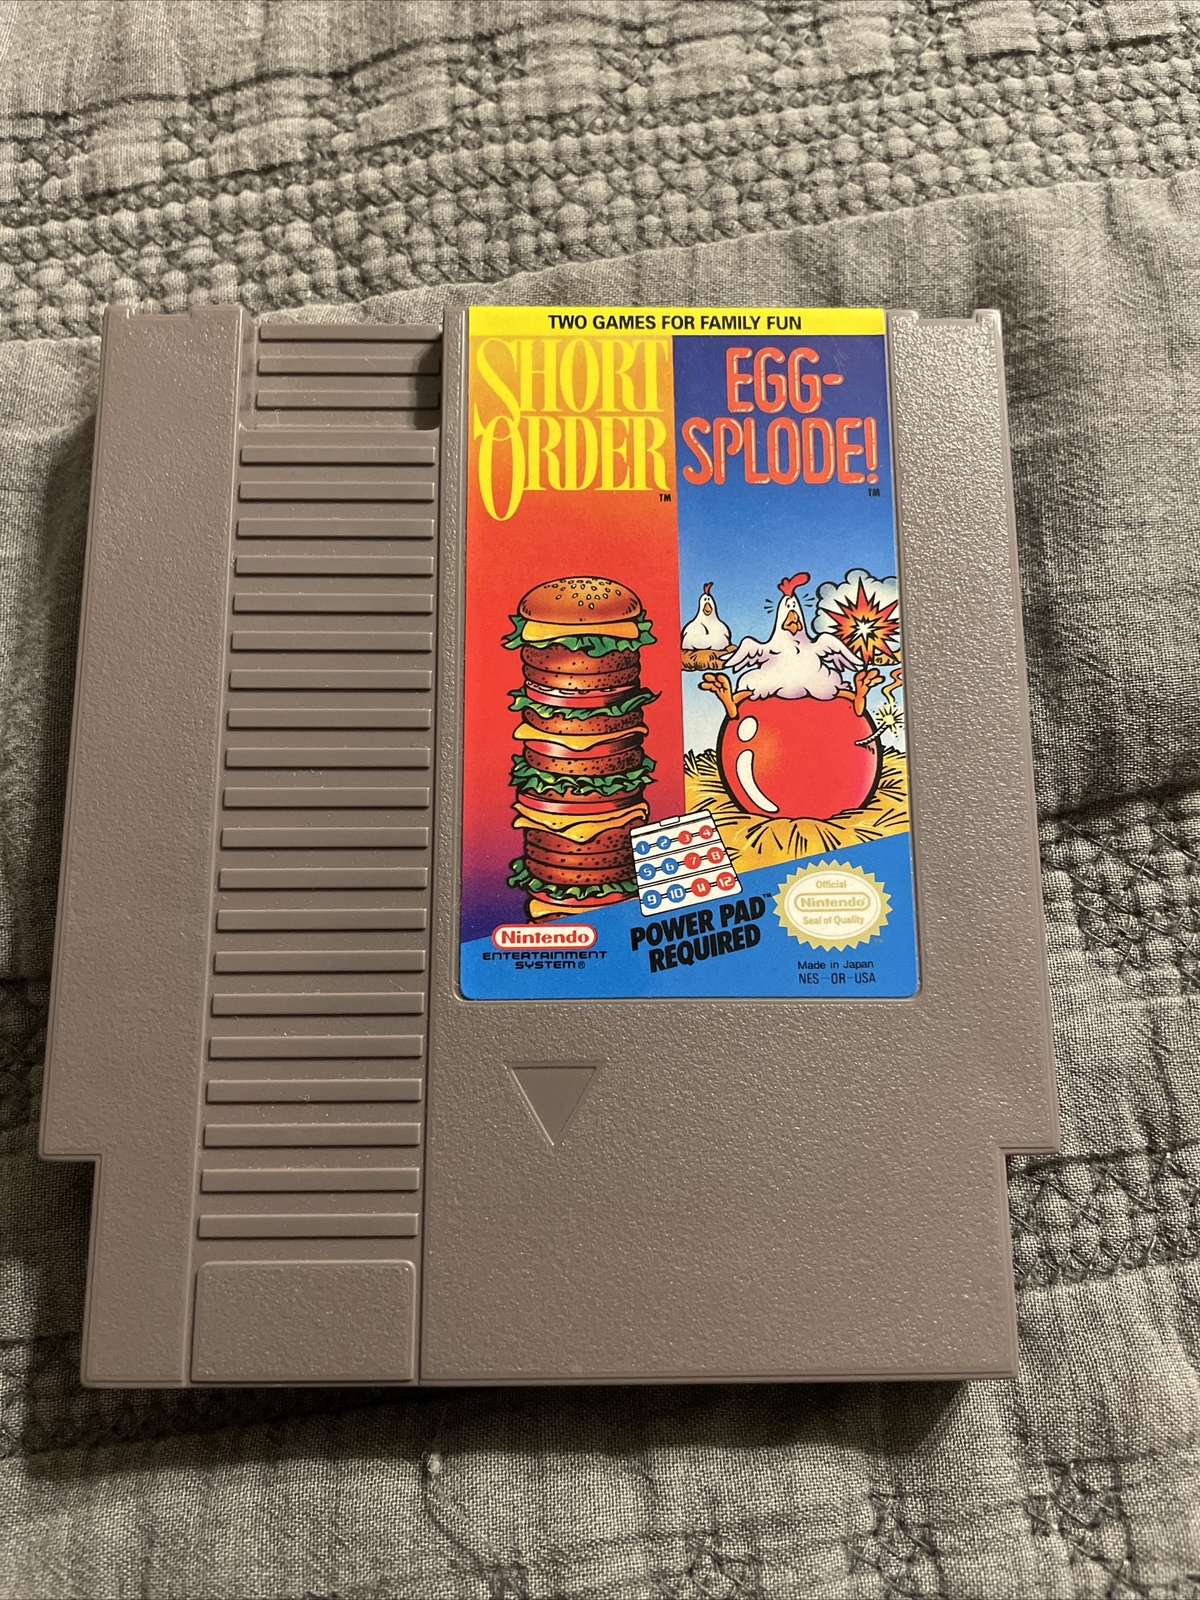 TWO GAMES FOR FAMILY FUN
SHORT
ORDER
TM
EGG-
SPLODE!
TM
1 2 3 4
5 6 7 8
9 10 11 12
POWER PAD™
REQUIRED
Nintendo
ENTERTAINMENT
SYSTEM®
Official
Nintendo
Seal of Quality
Made in Japan
NES-OR-USA